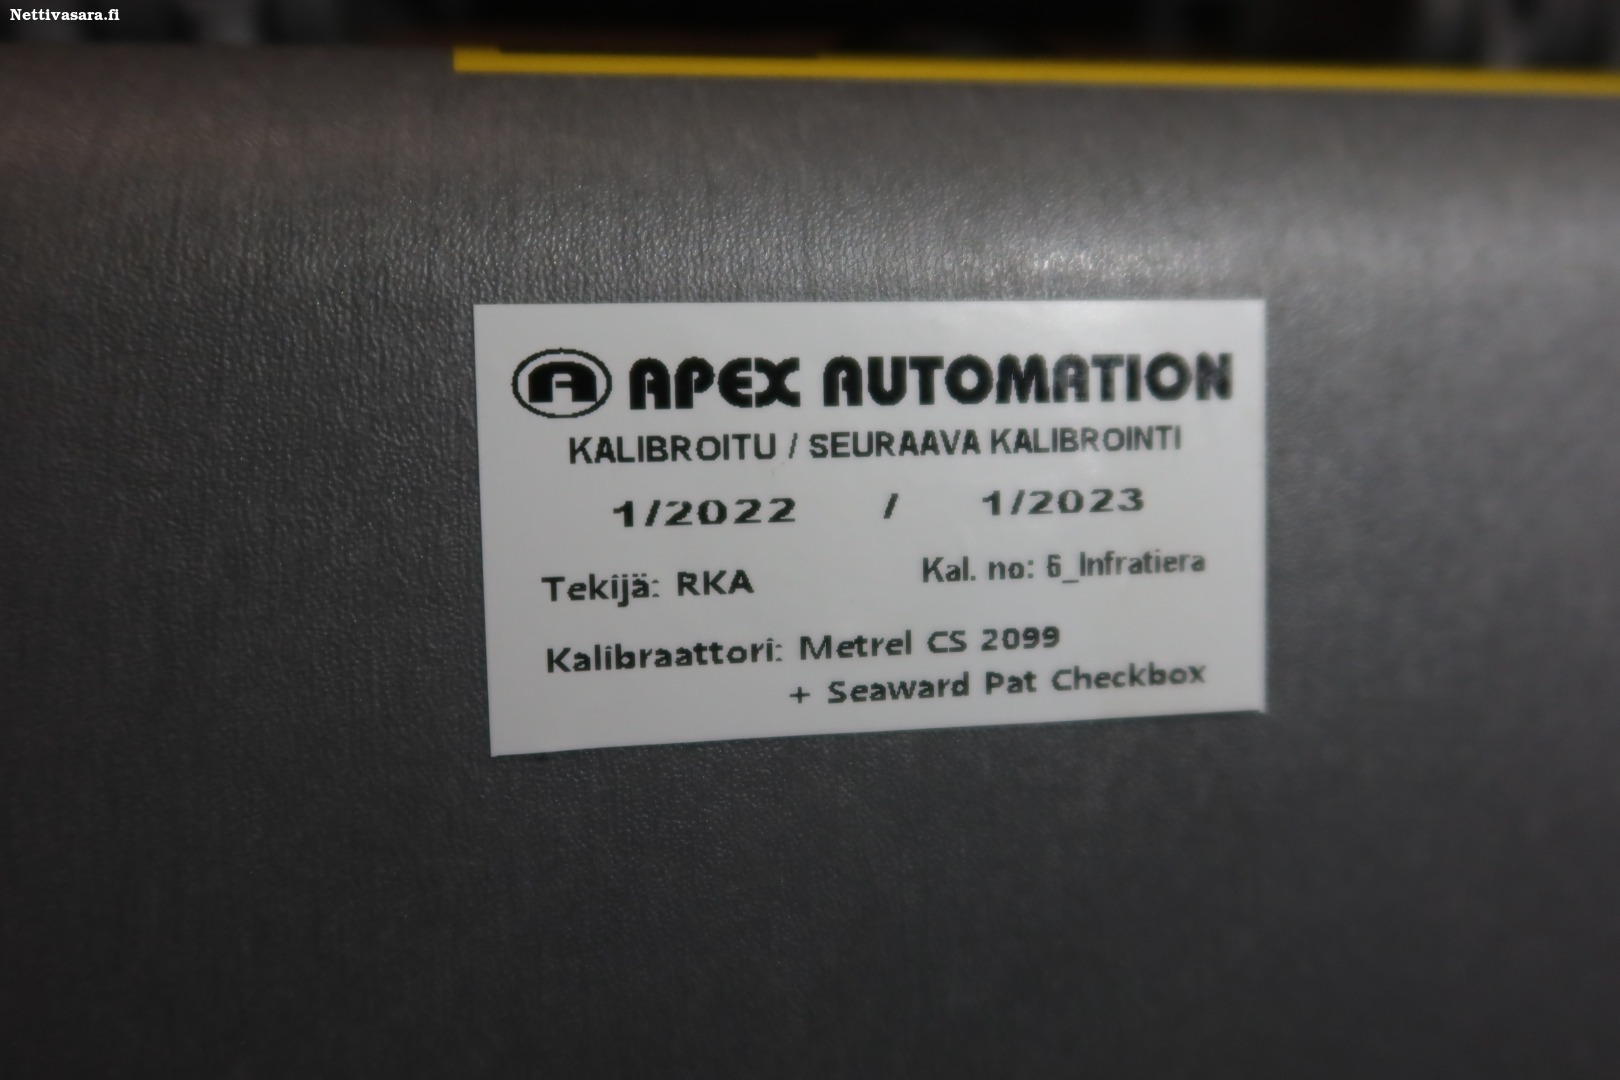 Nettivasara.fi
APEX AUTOMATION
KALIBROITU / SEURAAVA KALIBROINTI
1/2022 / 1/2023
Tekijä: RKA Kal. no: 6_Infratiera
Kalibraattori: Metrel CS 2099
+ Seaward Pat Checkbox